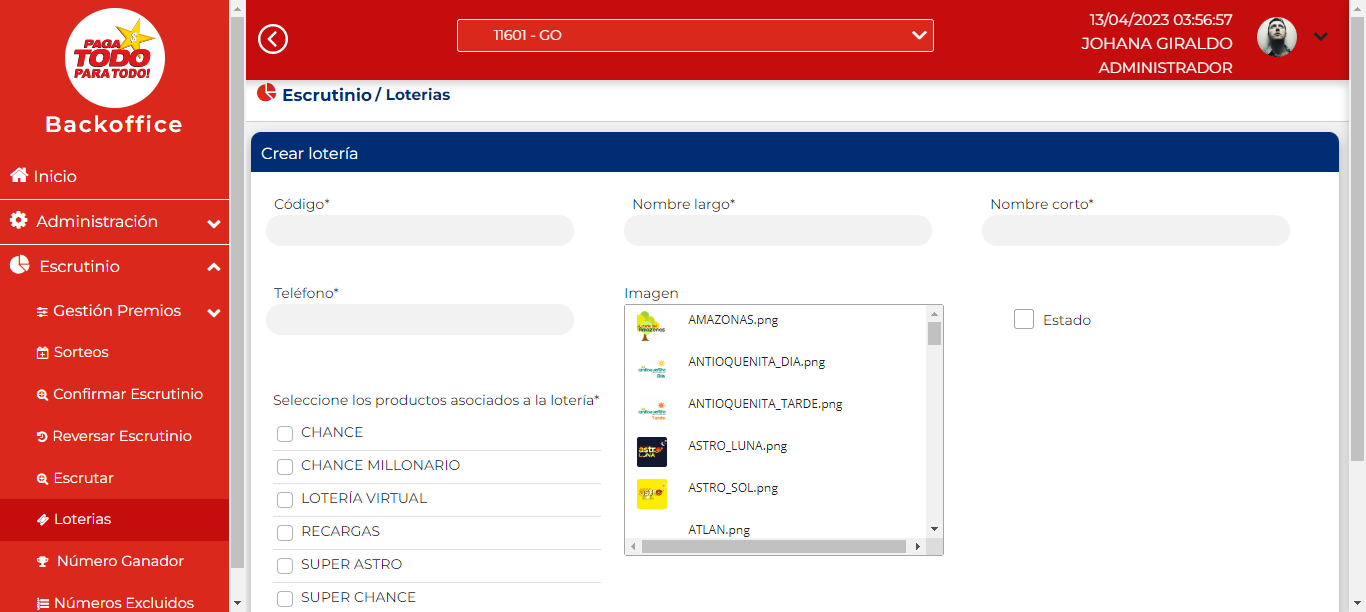 PAGA
TODO
PARA TODO!
Backoffice
Inicio
Administración
Escrutinio
Gestión Premios
Sorteos
Confirmar Escrutinio
Reversar Escrutinio
Escrutar
Loterias
Número Ganador
Números Excluidos
11601 - GO
13/04/2023 03:56:57
JOHANA GIRALDO
ADMINISTRADOR
Escrutinio / Loterias
Crear lotería
Código*
Nombre largo*
Nombre corto*
Teléfono*
Imagen
AMAZONAS.png
ANTIOQUENITA_DIA.png
ANTIOQUENITA_TARDE.png
ASTRO_LUNA.png
ASTRO_SOL.png
ATLAN.png
Estado
Seleccione los productos asociados a la lotería*
CHANCE
CHANCE MILLONARIO
LOTERÍA VIRTUAL
RECARGAS
SUPER ASTRO
SUPER CHANCE